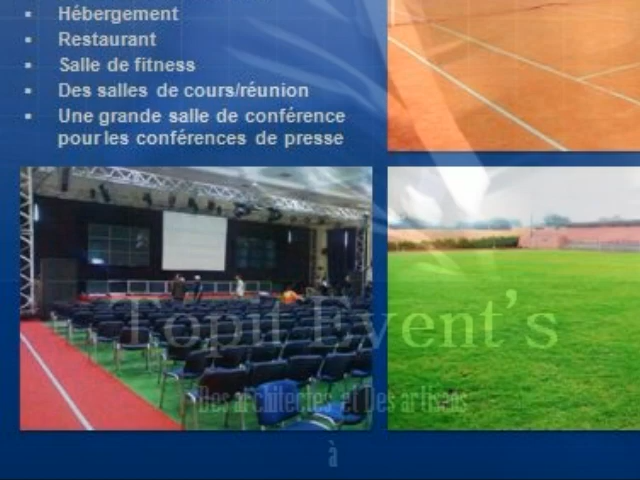 Hébergement
Restaurant
Salle de fitness
Des salles de cours/réunion
Une grande salle de conférence
pour les conférences de presse
Topit Event's
Des architectes et Des artisans
à